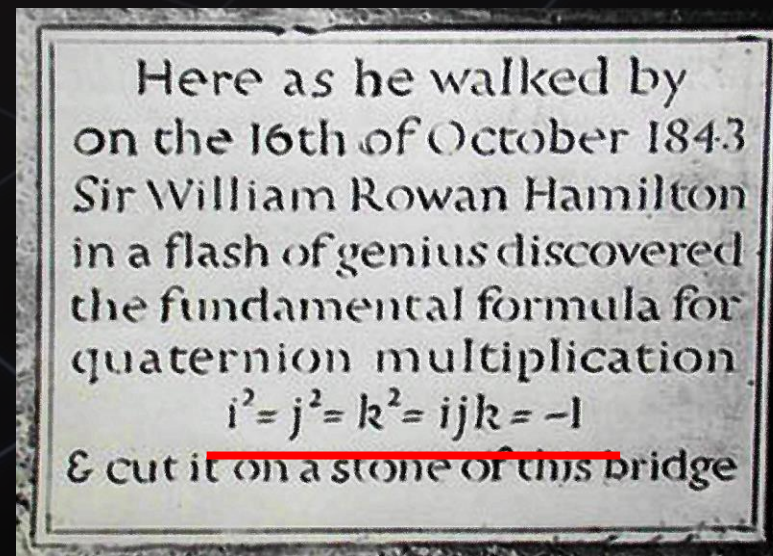 Here as he walked by
on the 16th of October 1843
Sir William Rowan Hamilton
in a flash of genius discovered
the fundamental formula for
quaternion multiplication
i² = j² = k² = ijk = −1
& cut it on a stone of this bridge